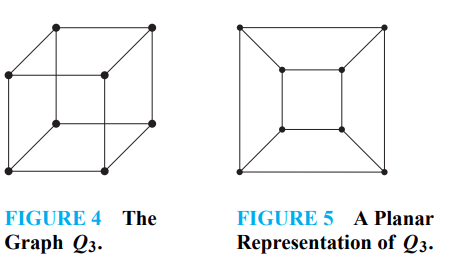 FIGURE 4 The
Graph Q3.
FIGURE 5 A Planar
Representation of Q3.